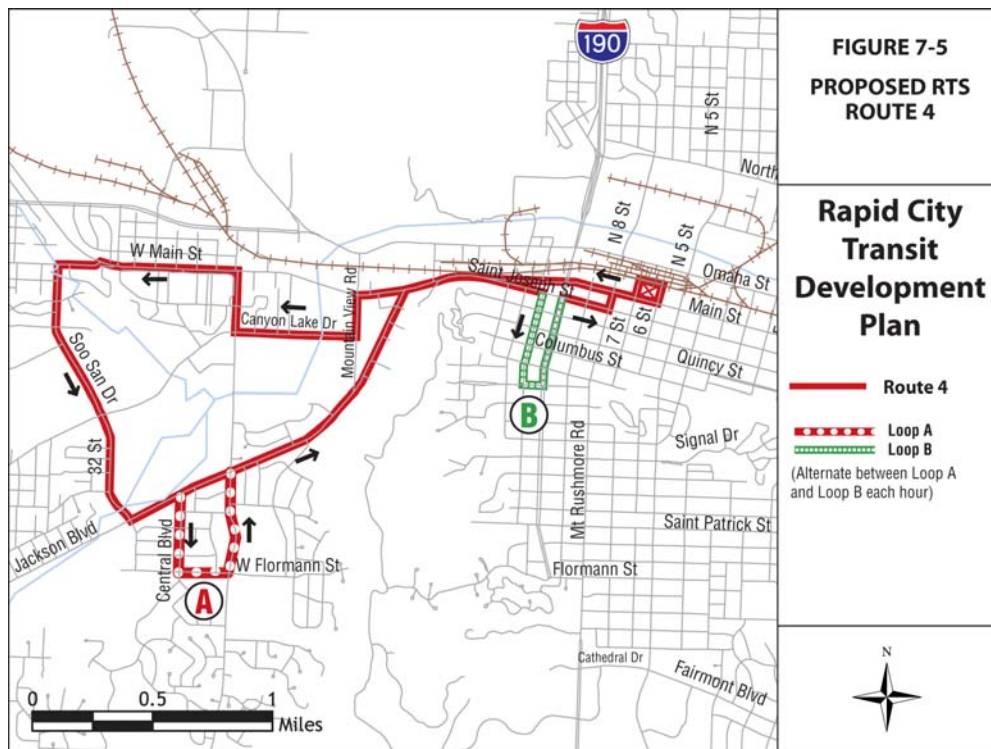 190
N 5 St
North
N 8 St
N 5 St
W Main St
Saint Joseph St
Omaha St
Main St
Mountain View Rd
Canyon Lake Dr
7 St
6 St
Columbus St
Quincy St
Soo San Dr
B
Signal Dr
32 St
Mt Rushmore Rd
Saint Patrick St
Jackson Blvd
Central Blvd
W Flormann St
Flormann St
A
Cathedral Dr
Fairmont Blvd
0 0.5 1
Miles
FIGURE 7-5
PROPOSED RTS
ROUTE 4
Rapid City
Transit
Development
Plan
Route 4
Loop A
Loop B
(Alternate between Loop A
and Loop B each hour)
N